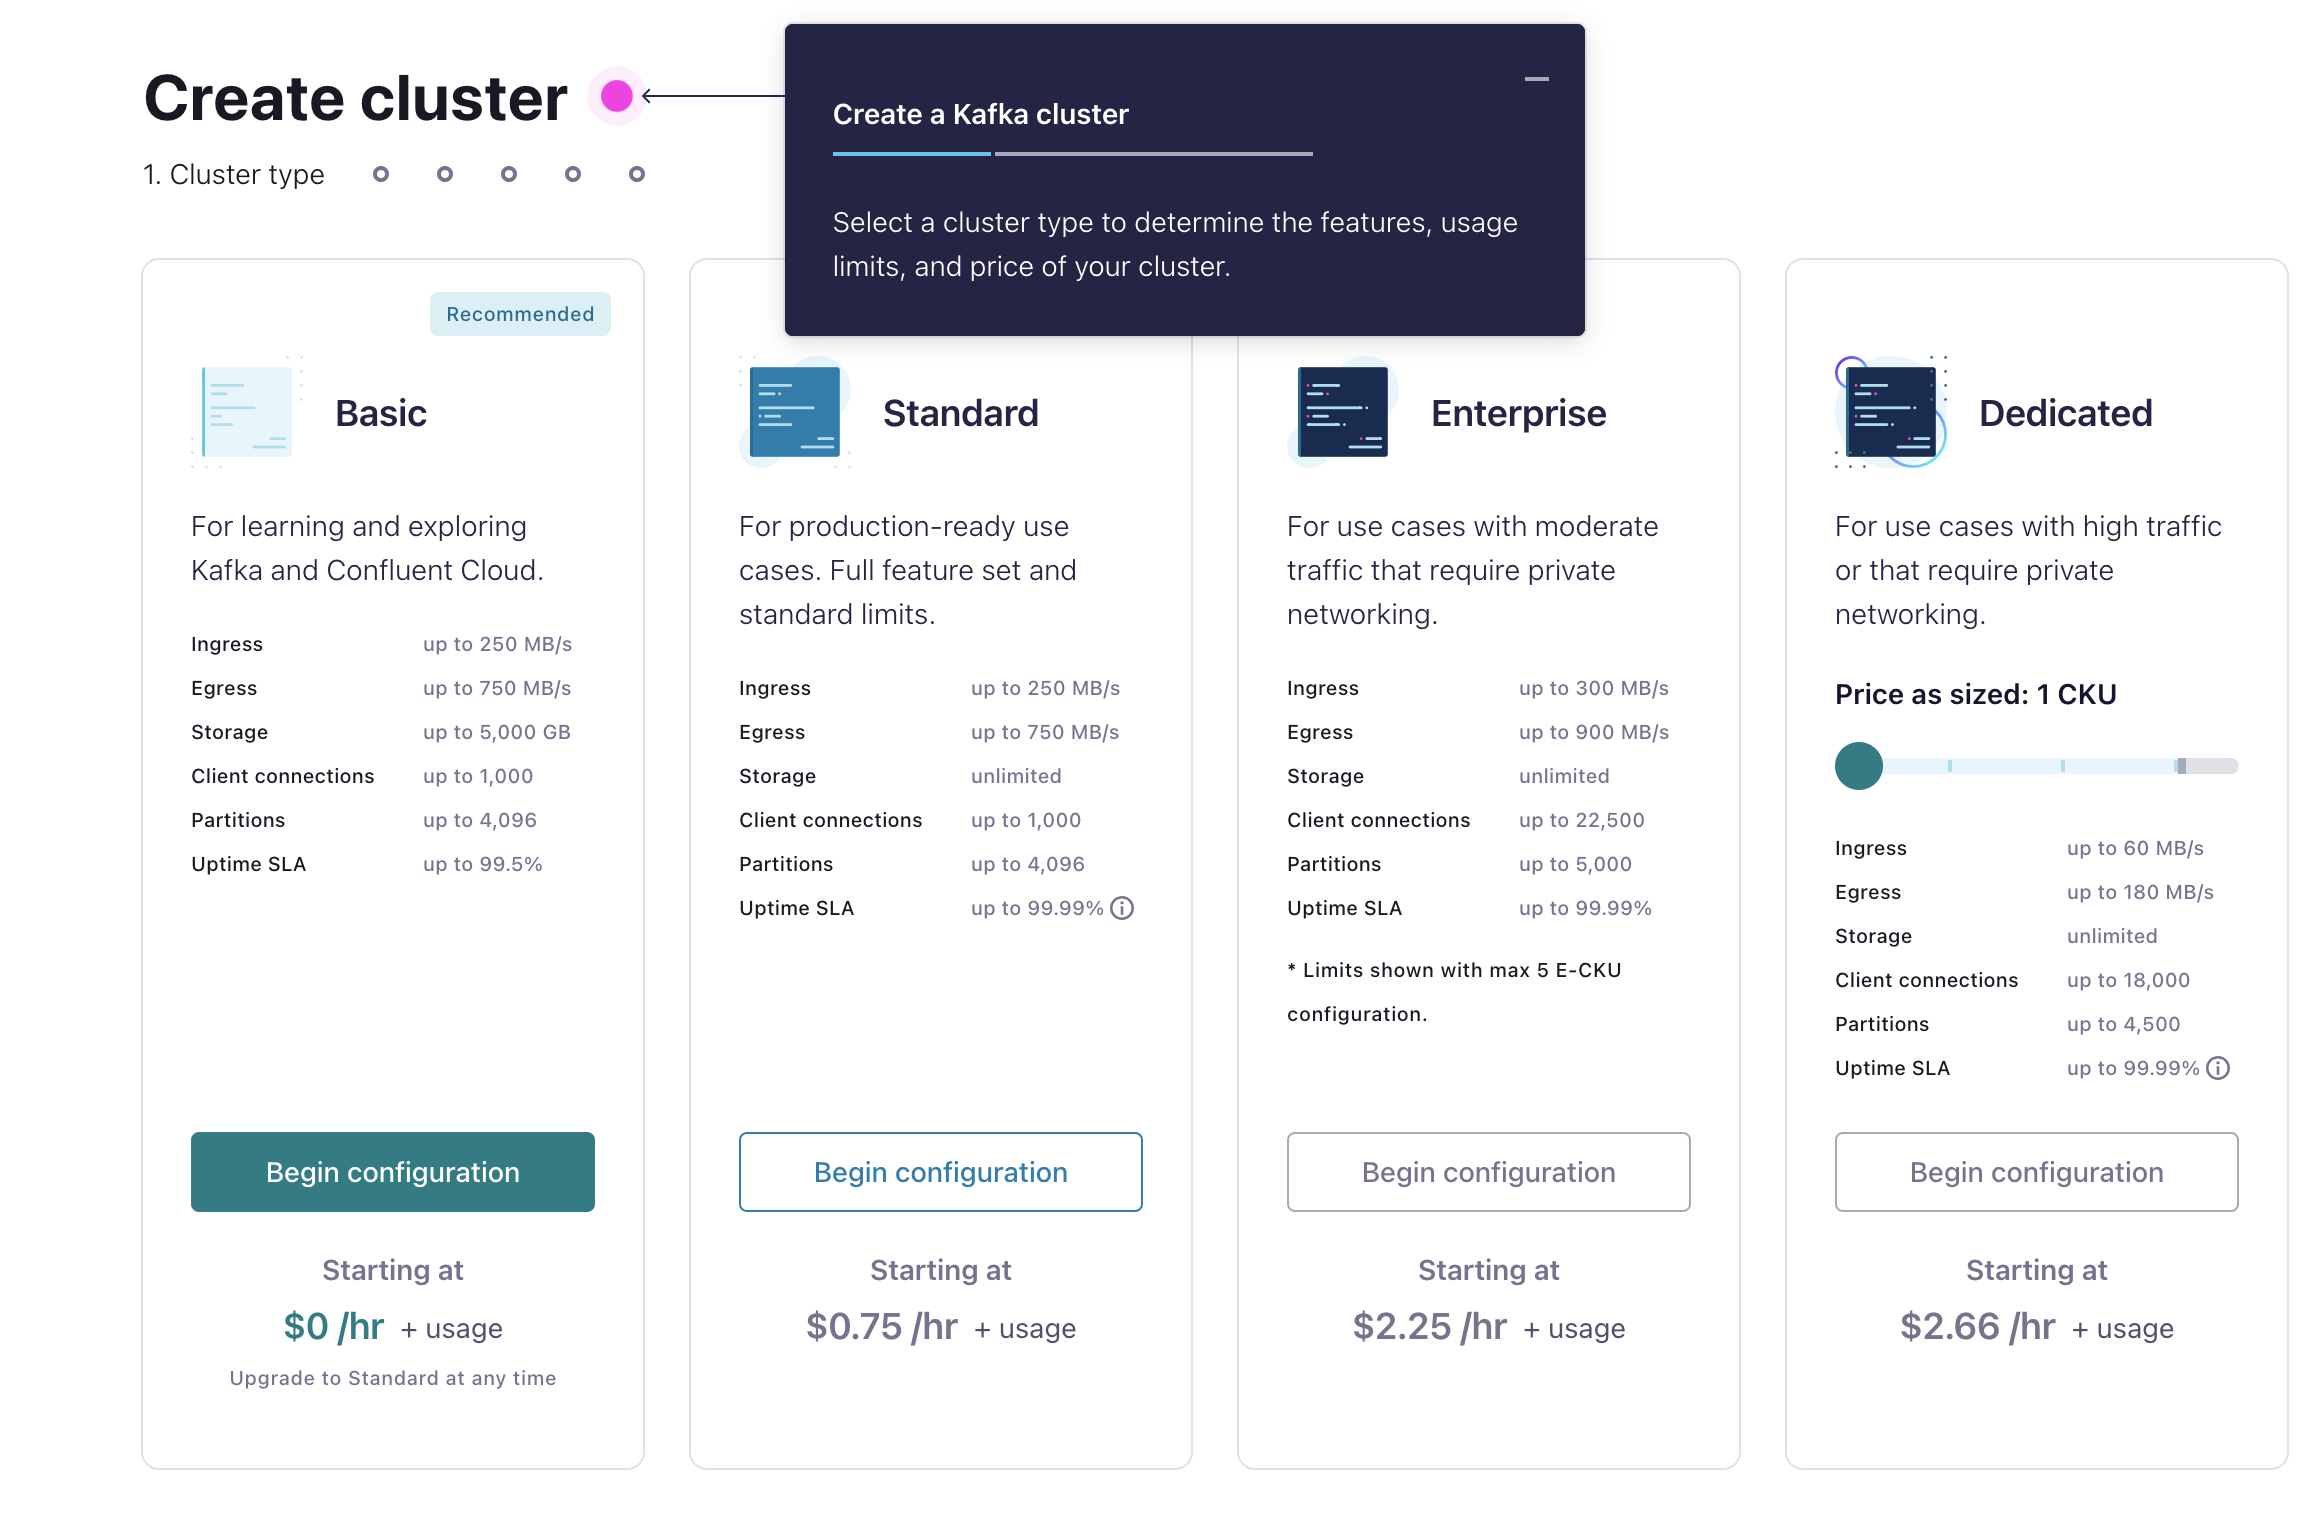 Create cluster
1. Cluster type
Create a Kafka cluster
Select a cluster type to determine the features, usage
limits, and price of your cluster.
Recommended
Basic
For learning and exploring
Kafka and Confluent Cloud.
Ingress up to 250 MB/s
Egress up to 750 MB/s
Storage up to 5,000 GB
Client connections up to 1,000
Partitions up to 4,096
Uptime SLA up to 99.5%
Begin configuration
Starting at
$0 /hr + usage
Upgrade to Standard at any time
Standard
For production-ready use
cases. Full feature set and
standard limits.
Ingress up to 250 MB/s
Egress up to 750 MB/s
Storage unlimited
Client connections up to 1,000
Partitions up to 4,096
Uptime SLA up to 99.99%
Begin configuration
Starting at
$0.75 /hr + usage
Enterprise
For use cases with moderate
traffic that require private
networking.
Ingress up to 300 MB/s
Egress up to 900 MB/s
Storage unlimited
Client connections up to 22,500
Partitions up to 5,000
Uptime SLA up to 99.99%
* Limits shown with max 5 E-CKU
configuration.
Begin configuration
Starting at
$2.25 /hr + usage
Dedicated
For use cases with high traffic
or that require private
networking.
Price as sized: 1 CKU
Ingress up to 60 MB/s
Egress up to 180 MB/s
Storage unlimited
Client connections up to 18,000
Partitions up to 4,500
Uptime SLA up to 99.99%
Begin configuration
Starting at
$2.66 /hr + usage